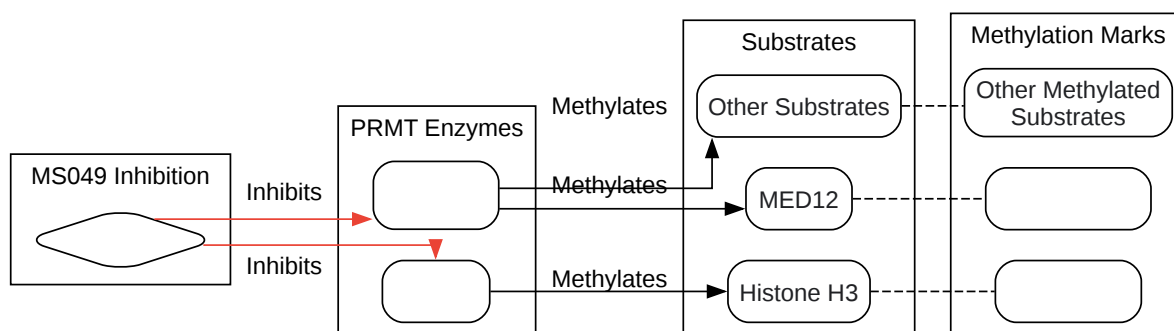 MS049 Inhibition
Inhibits
Inhibits
PRMT Enzymes
Methylates
Methylates
Methylates
Substrates
Other Substrates
MED12
Histone H3
Methylation Marks
Other Methylated
Substrates